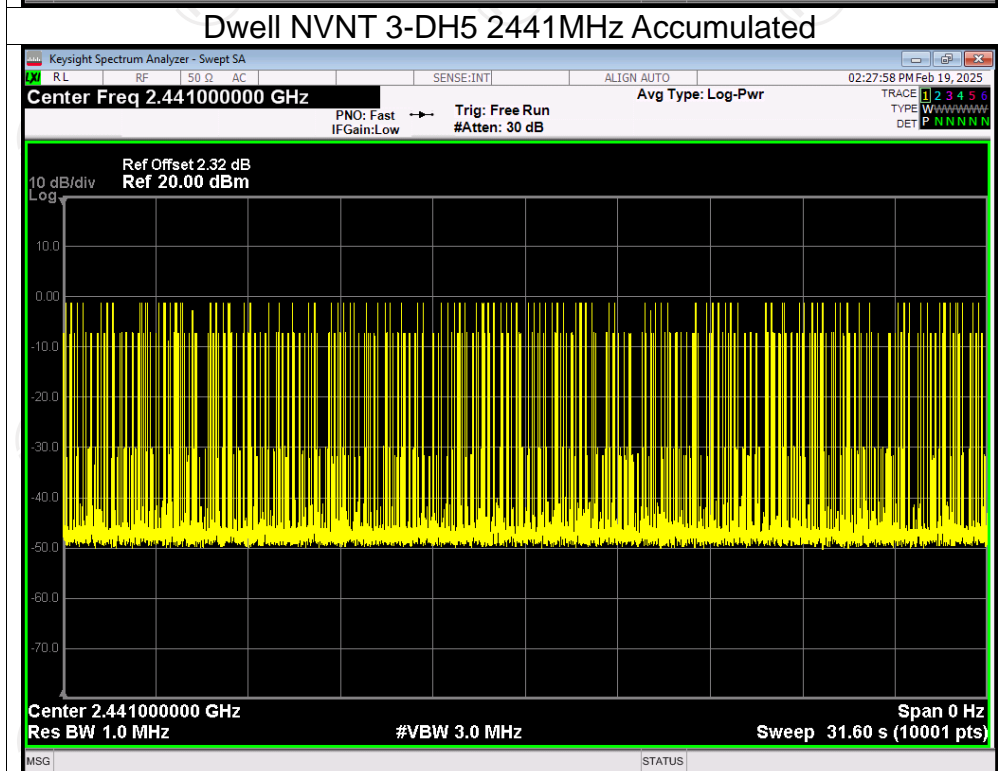 Dwell NVNT 3-DH5 2441MHz Accumulated
Keysight Spectrum Analyzer - Swept SA
LXI RL RF 50 Ω AC SENSE:INT ALIGN AUTO 02:27:58 PM Feb 19, 2025
Center Freq 2.441000000 GHz Avg Type: Log-Pwr TRACE 1 2 3 4 5 6
PNO: Fast Trig: Free Run TYPE WWWWWW
IFGain:Low #Atten: 30 dB DET P N N N N N
Ref Offset 2.32 dB
10 dB/div Ref 20.00 dBm
Log
10.0
0.00
-10.0
-20.0
-30.0
-40.0
-50.0
-60.0
-70.0
Center 2.441000000 GHz Span 0 Hz
Res BW 1.0 MHz #VBW 3.0 MHz Sweep 31.60 s (10001 pts)
MSG STATUS